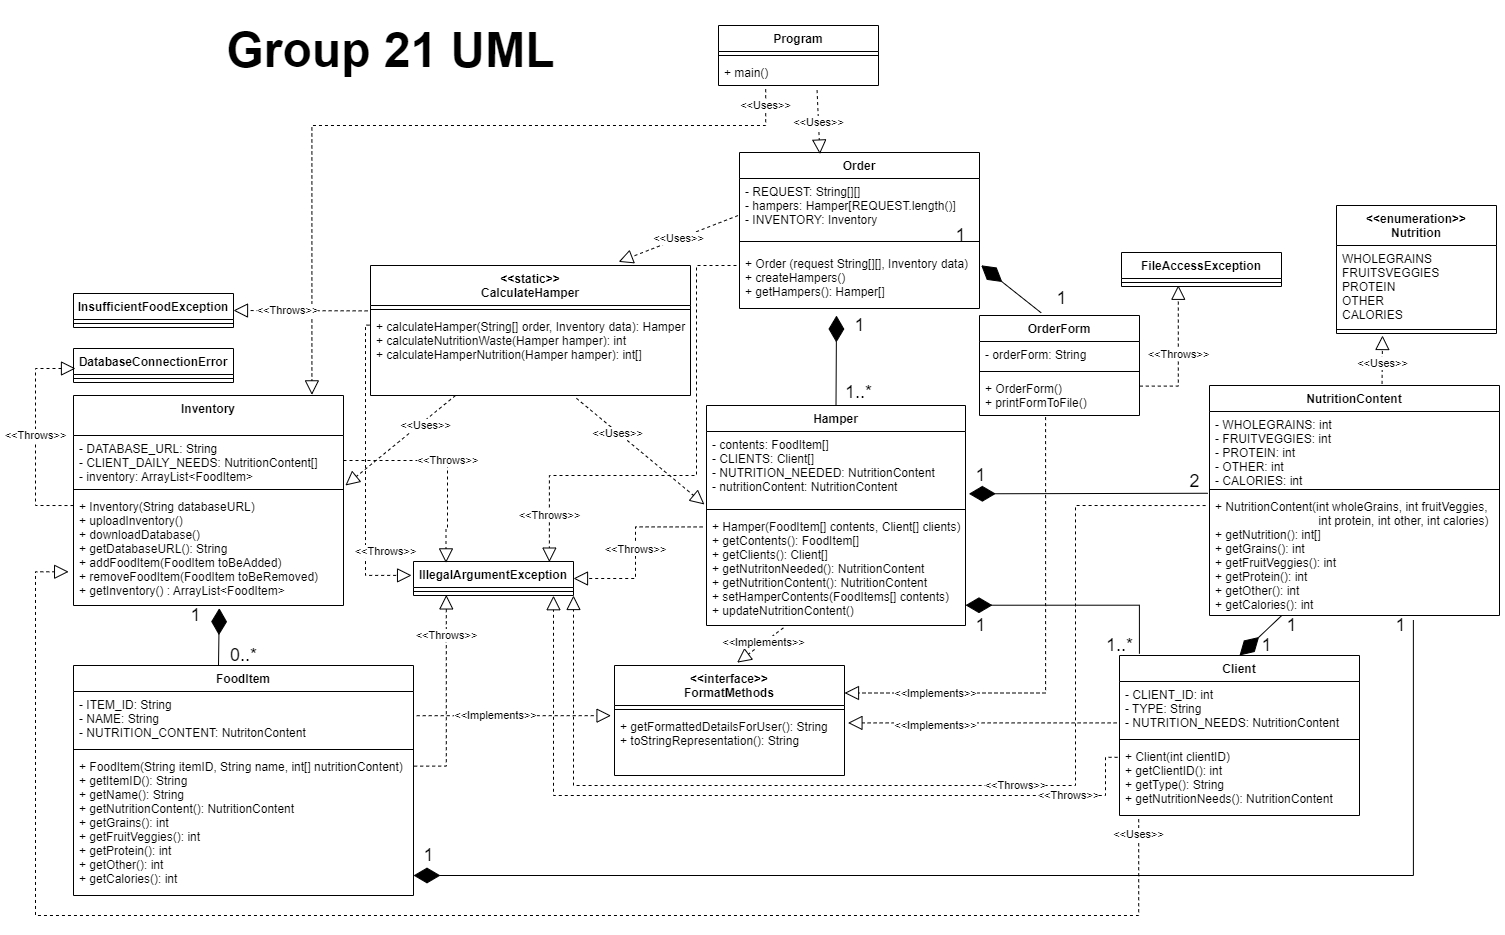 Group 21 UML
Program
+ main()
<<Uses>>
<<Uses>>
Order
- REQUEST: String[][]
- hampers: Hamper[REQUEST.length()]
- INVENTORY: Inventory
1
+ Order (request String[][], Inventory data)
+ createHampers()
+ getHampers(): Hamper[]
<<Uses>>
<<enumeration>>
Nutrition
WHOLEGRAINS
FRUITSVEGGIES
PROTEIN
OTHER
CALORIES
FileAccessException
<<static>>
CalculateHamper
+ calculateHamper(String[] order, Inventory data): Hamper
+ calculateNutritionWaste(Hamper hamper): int
+ calculateHamperNutrition(Hamper hamper): int[]
InsufficientFoodException
<<Throws>>
DatabaseConnectionError
1
OrderForm
- orderForm: String
+ OrderForm()
+ printFormToFile()
<<Throws>>
<<Uses>>
1
1..*
Inventory
- DATABASE_URL: String
- CLIENT_DAILY_NEEDS: NutritionContent[]
- inventory: ArrayList<FoodItem>
+ Inventory(String databaseURL)
+ uploadInventory()
+ downloadDatabase()
+ getDatabaseURL(): String
+ addFoodItem(FoodItem toBeAdded)
+ removeFoodItem(FoodItem toBeRemoved)
+ getInventory() : ArrayList<FoodItem>
<<Throws>>
<<Uses>>
<<Uses>>
<<Throws>>
<<Throws>>
<<Throws>>
<<Throws>>
Hamper
- contents: FoodItem[]
- CLIENTS: Client[]
- NUTRITION_NEEDED: NutritionContent
- nutritionContent: NutritionContent
+ Hamper(FoodItem[] contents, Client[] clients)
+ getContents(): FoodItem[]
+ getClients(): Client[]
+ getNutritonNeeded(): NutritionContent
+ getNutritionContent(): NutritionContent
+ setHamperContents(FoodItems[] contents)
+ updateNutritionContent()
1
2
NutritionContent
- WHOLEGRAINS: int
- FRUITVEGGIES: int
- PROTEIN: int
- OTHER: int
- CALORIES: int
+ NutritionContent(int wholeGrains, int fruitVeggies,
int protein, int other, int calories)
+ getNutrition(): int[]
+ getGrains(): int
+ getFruitVeggies(): int
+ getProtein(): int
+ getOther(): int
+ getCalories(): int
IllegalArgumentException
<<Throws>>
1
0..*
1
1..*
1
1
1
<<Implements>>
FoodItem
- ITEM_ID: String
- NAME: String
- NUTRITION_CONTENT: NutritonContent
+ FoodItem(String itemID, String name, int[] nutritionContent)
+ getItemID(): String
+ getName(): String
+ getNutritionContent(): NutritionContent
+ getGrains(): int
+ getFruitVeggies(): int
+ getProtein(): int
+ getOther(): int
+ getCalories(): int
<<Implements>>
<<interface>>
FormatMethods
+ getFormattedDetailsForUser(): String
+ toStringRepresentation(): String
<<Implements>>
<<Implements>>
Client
- CLIENT_ID: int
- TYPE: String
- NUTRITION_NEEDS: NutritionContent
+ Client(int clientID)
+ getClientID(): int
+ getType(): String
+ getNutritionNeeds(): NutritionContent
<<Throws>>
<<Throws>>
<<Uses>>
1